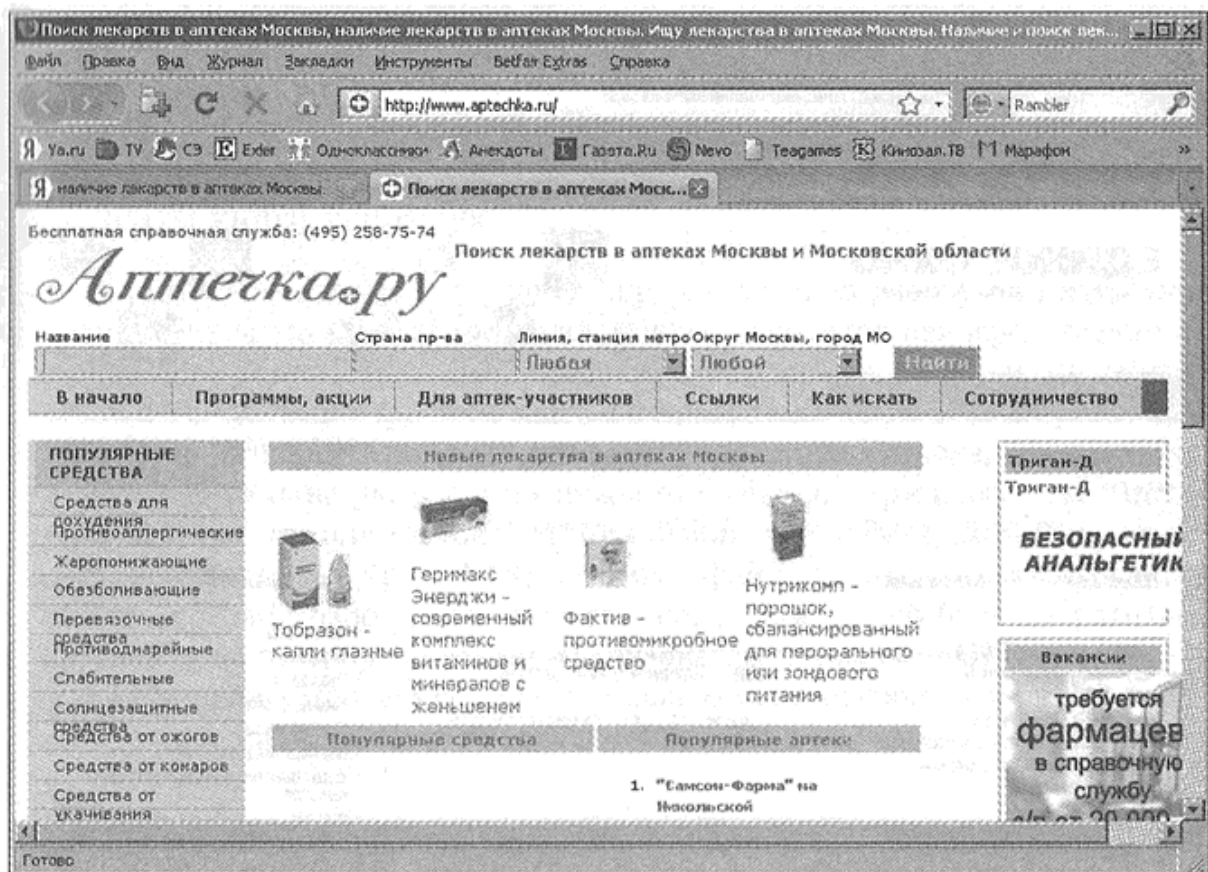 Поиск лекарств в аптеках Москвы, наличие лекарств в аптеках Москвы. Ищу лекарства в аптеках Москвы. Наличие и поиск лек...
Файл Правка Вид Журнал Закладки Инструменты Betfair Extras Справка
http://www.aptechka.ru/ Rambler
Ya.ru TV СЭ Exler Одноклассники Анекдоты Газета.Ru Nevo Teagames Кинозал.ТВ Марафон
наличие лекарств в аптеках Москвы Поиск лекарств в аптеках Моск...
Бесплатная справочная служба: (495) 258-75-74
Поиск лекарств в аптеках Москвы и Московской области
Аптечка.ру
Название Страна пр-ва Линия, станция метро Округ Москвы, город МО
Любая Любой Найти
В начало Программы, акции Для аптек-участников Ссылки Как искать Сотрудничество
ПОПУЛЯРНЫЕ
СРЕДСТВА
Средства для
похудения
Противоаллергические
Жаропонижающие
Обезболивающие
Перевязочные
средства
Противодиарейные
Слабительные
Солнцезащитные
средства
Средства от ожогов
Средства от комаров
Средства от
укачивания
Новые лекарства в аптеках Москвы
Тобразон -
капли глазные
Геримакс
Энерджи -
современный
комплекс
витаминов и
минералов с
женьшенем
Фактив -
противомикробное
средство
Нутрикомп -
порошок,
сбалансированный
для перорального
или зондового
питания
Популярные средства Популярные аптеки
1. "Самсон-Фарма" на
Никольской
Триган-Д
Триган-Д
БЕЗОПАСНЫЙ
АНАЛЬГЕТИК
Вакансии
требуется
фармацев
в справочную
службу
з/п от 20 000
Готово